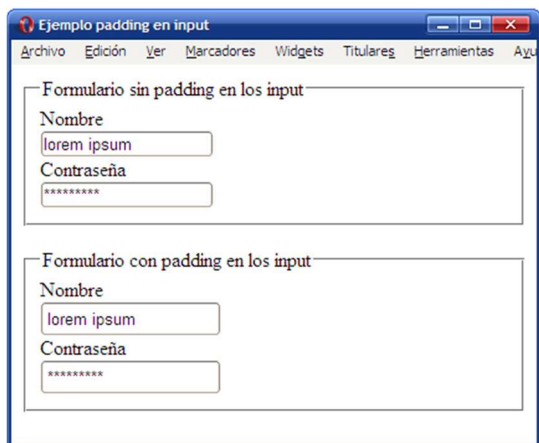 Ejemplo padding en input
Archivo Edición Ver Marcadores Widgets Titulares Herramientas Ayu
Formulario sin padding en los input
Nombre
lorem ipsum
Contraseña
*********
Formulario con padding en los input
Nombre
lorem ipsum
Contraseña
*********